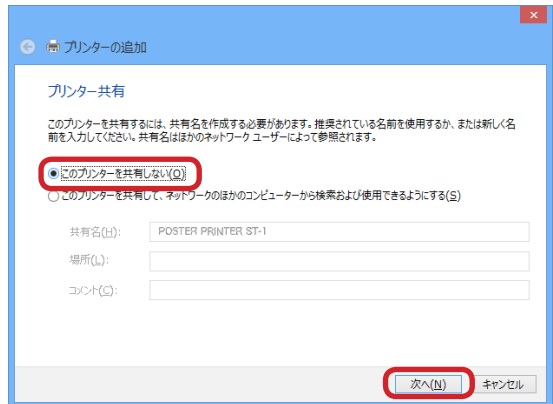 プリンターの追加
プリンター共有
このプリンターを共有するには、共有名を作成する必要があります。推奨されている名前を使用するか、または新しく名
前を入力してください。共有名はほかのネットワーク ユーザーによって参照されます。
このプリンターを共有しない(O)
このプリンターを共有して、ネットワークのほかのコンピューターから検索および使用できるようにする(S)
共有名(H): POSTER PRINTER ST-1
場所(L):
コメント(C):
次へ(N) キャンセル